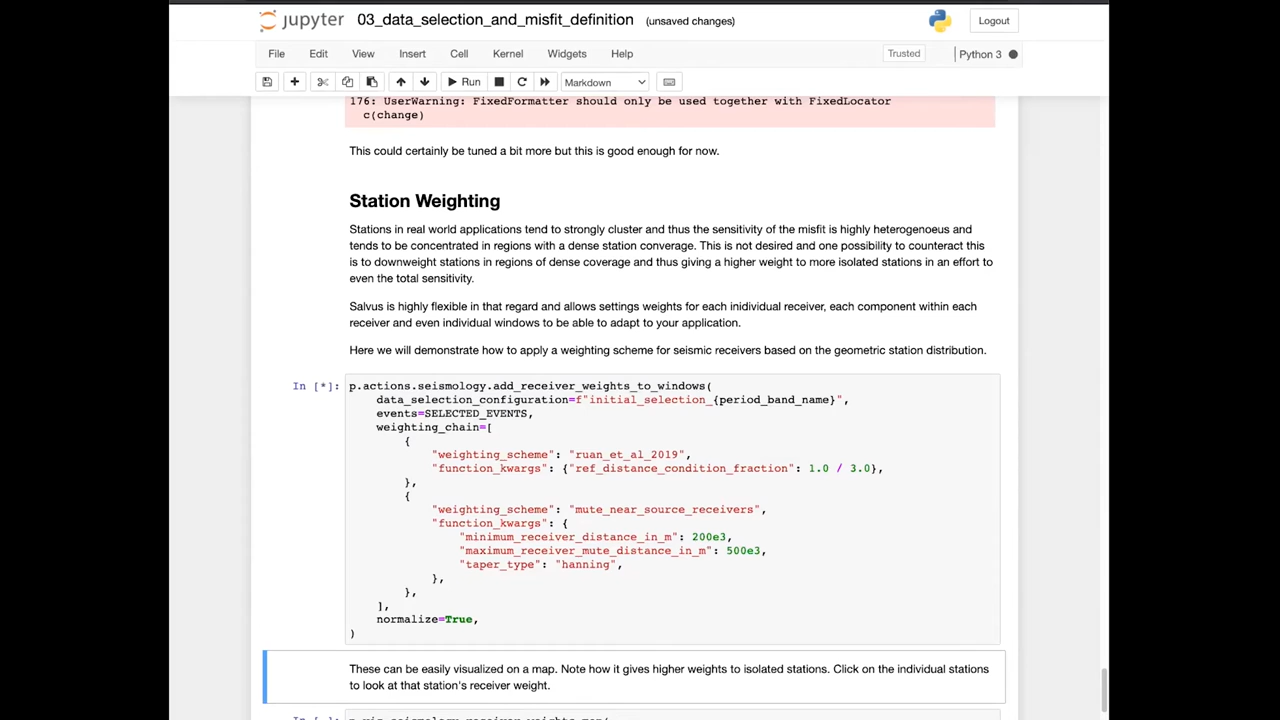 jupyter 03_data_selection_and_misfit_definition (unsaved changes) Logout
File Edit View Insert Cell Kernel Widgets Help Trusted Python 3
Run Markdown
176: UserWarning: FixedFormatter should only be used together with FixedLocator
c(change)
This could certainly be tuned a bit more but this is good enough for now.
Station Weighting
Stations in real world applications tend to strongly cluster and thus the sensitivity of the misfit is highly heterogenoeus and
tends to be concentrated in regions with a dense station converage. This is not desired and one possibility to counteract this
is to downweight stations in regions of dense coverage and thus giving a higher weight to more isolated stations in an effort to
even the total sensitivity.
Salvus is highly flexible in that regard and allows settings weights for each inidividual receiver, each component within each
receiver and even individual windows to be able to adapt to your application.
Here we will demonstrate how to apply a weighting scheme for seismic receivers based on the geometric station distribution.
In [*]: p.actions.seismology.add_receiver_weights_to_windows(
data_selection_configuration=f"initial_selection_{period_band_name}",
events=SELECTED_EVENTS,
weighting_chain=[
{
"weighting_scheme": "ruan_et_al_2019",
"function_kwargs": {"ref_distance_condition_fraction": 1.0 / 3.0},
},
{
"weighting_scheme": "mute_near_source_receivers",
"function_kwargs": {
"minimum_receiver_distance_in_m": 200e3,
"maximum_receiver_mute_distance_in_m": 500e3,
"taper_type": "hanning",
},
},
],
normalize=True,
)
These can be easily visualized on a map. Note how it gives higher weights to isolated stations. Click on the individual stations
to look at that station's receiver weight.